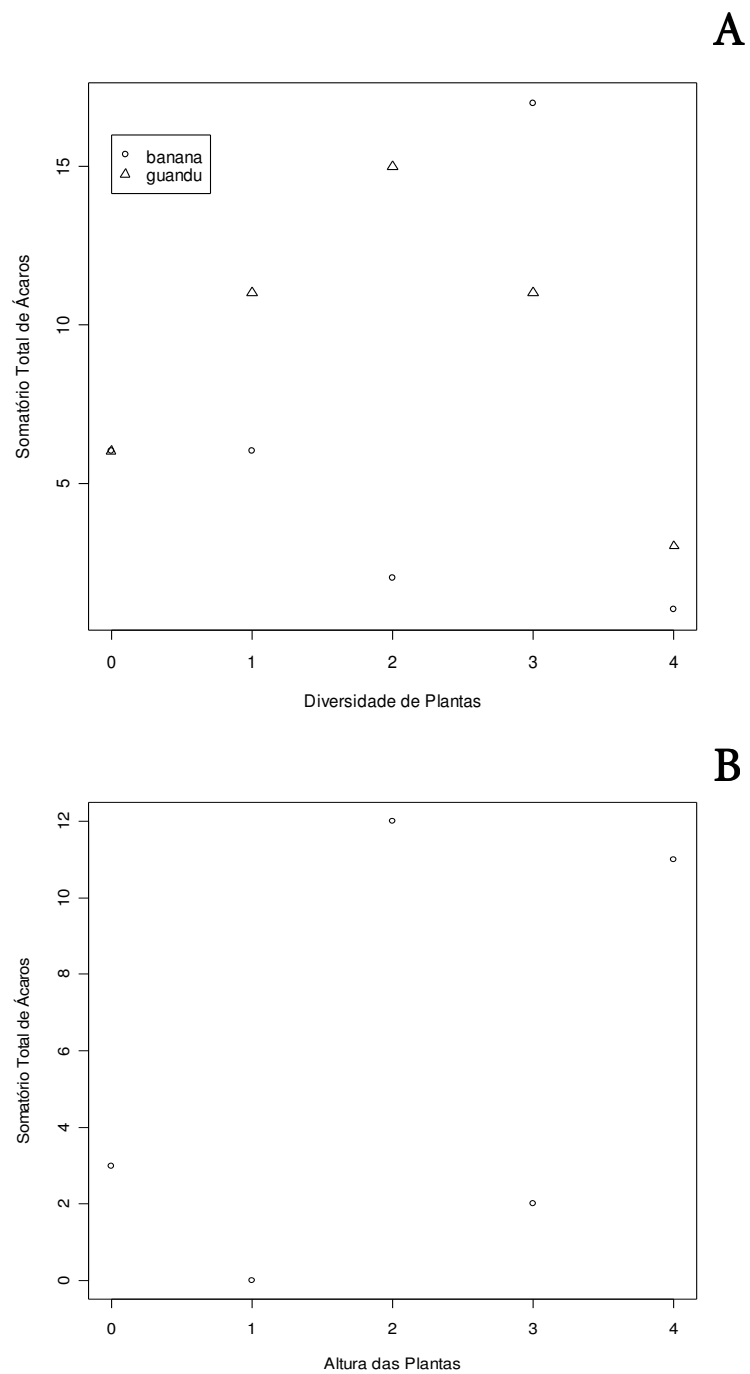 A
banana
guandu
Somatório Total de Ácaros
15
10
5
0 1 2 3 4
Diversidade de Plantas
B
Somatório Total de Ácaros
12
10
8
6
4
2
0
0 1 2 3 4
Altura das Plantas